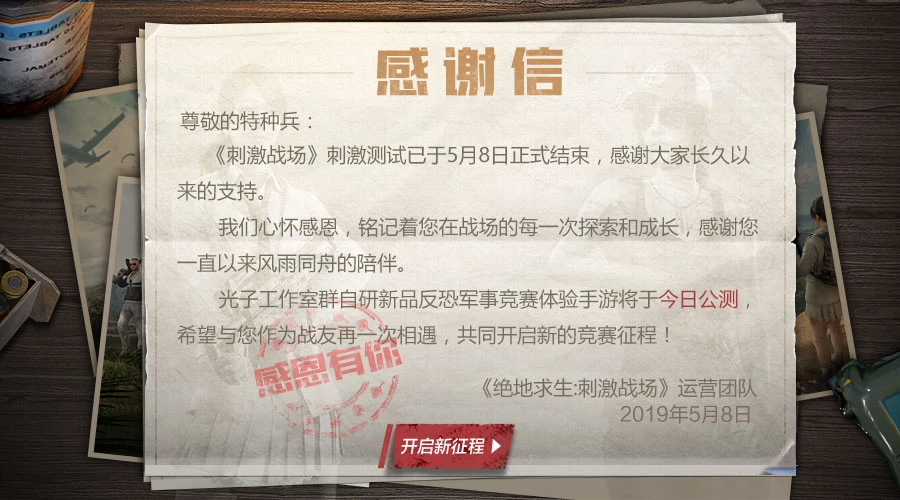 感谢信
尊敬的特种兵：
《刺激战场》刺激测试已于5月8日正式结束，感谢大家长久以
来的支持。
我们心怀感恩，铭记着您在战场的每一次探索和成长，感谢您
一直以来风雨同舟的陪伴。
光子工作室群自研新品反恐军事竞赛体验手游将于今日公测，
希望与您作为战友再一次相遇，共同开启新的竞赛征程！
感恩有你
《绝地求生:刺激战场》运营团队
2019年5月8日
开启新征程